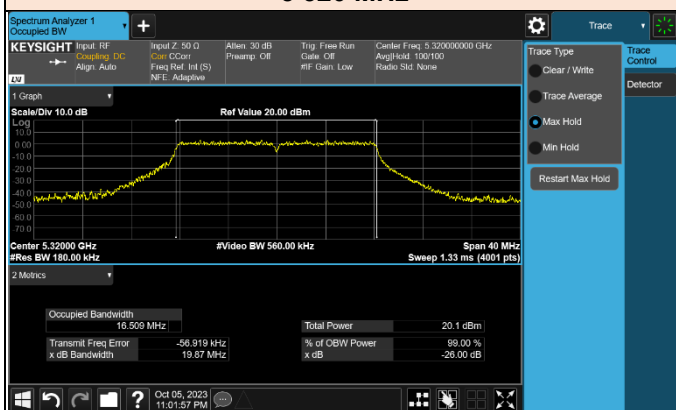 Spectrum Analyzer 1
Occupied BW
+
Trace
KEYSIGHT
Input: RF
Coupling: DC
Align: Auto
Input Z: 50 Ω
Corr CCorr
Freq Ref: Int (S)
NFE: Adaptive
Atten: 30 dB
Preamp: Off
Trig: Free Run
Gate: Off
#IF Gain: Low
Center Freq: 5.320000000 GHz
Avg|Hold: 100/100
Radio Std: None
Trace Type
Clear / Write
Trace Average
Max Hold
Min Hold
Restart Max Hold
Trace
Control
Detector
1 Graph
Scale/Div 10.0 dB
Ref Value 20.00 dBm
Log
10.0
0.00
-10.0
-20.0
-30.0
-40.0
-50.0
-60.0
-70.0
Center 5.32000 GHz
#Video BW 560.00 kHz
Span 40 MHz
#Res BW 180.00 kHz
Sweep 1.33 ms (4001 pts)
2 Metrics
Occupied Bandwidth
16.509 MHz
Total Power 20.1 dBm
Transmit Freq Error -56.919 kHz
% of OBW Power 99.00 %
x dB Bandwidth 19.87 MHz
x dB -26.00 dB
?
Oct 05, 2023
11:01:57 PM